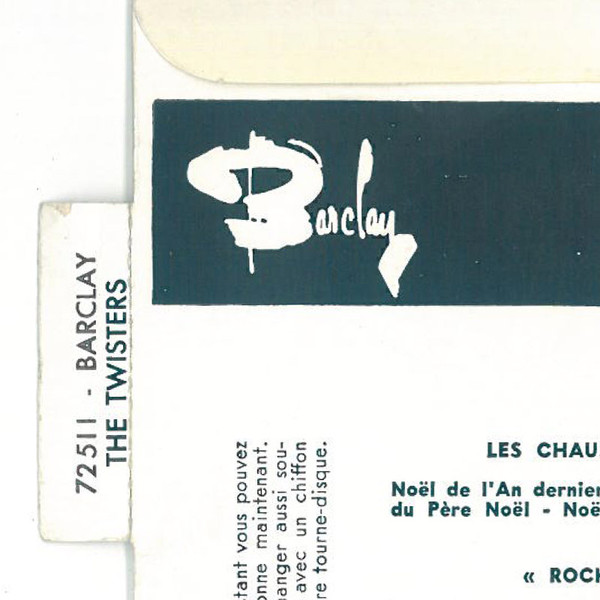 Barclay
72511 - BARCLAY
THE TWISTERS
LES CHAU
Noël de l'An dernier
du Père Noël - Noë
« ROCK
tant vous pouvez
onne maintenant.
anger aussi sou-
avec un chiffon
re tourne-disque.